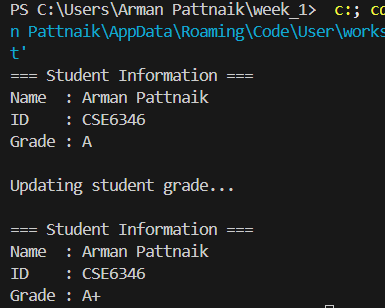 PS C:\Users\Arman Pattnaik\week_1>  c:; cd
n Pattnaik\AppData\Roaming\Code\User\works
t'
=== Student Information ===
Name  : Arman Pattnaik
ID    : CSE6346
Grade : A
Updating student grade...
=== Student Information ===
Name  : Arman Pattnaik
ID    : CSE6346
Grade : A+